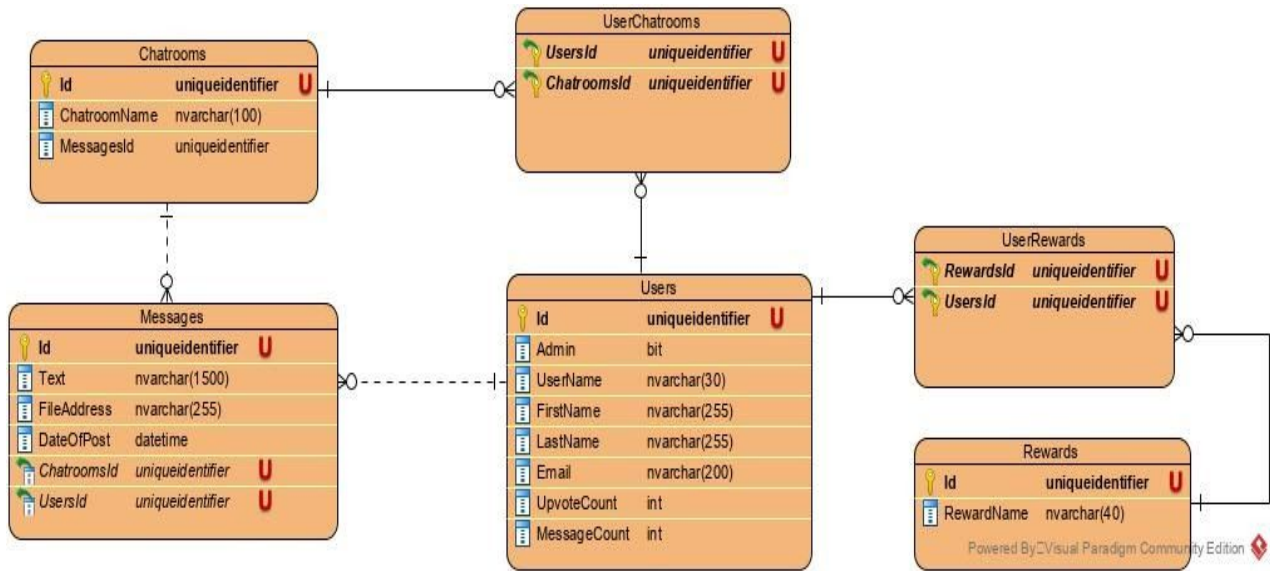 Chatrooms
Id uniqueidentifier U
ChatroomName nvarchar(100)
MessagesId uniqueidentifier
UserChatrooms
UsersId uniqueidentifier U
ChatroomsId uniqueidentifier U
Messages
Id uniqueidentifier U
Text nvarchar(1500)
FileAddress nvarchar(255)
DateOfPost datetime
ChatroomsId uniqueidentifier U
UsersId uniqueidentifier U
Users
Id uniqueidentifier U
Admin bit
UserName nvarchar(30)
FirstName nvarchar(255)
LastName nvarchar(255)
Email nvarchar(200)
UpvoteCount int
MessageCount int
UserRewards
RewardsId uniqueidentifier U
UsersId uniqueidentifier U
Rewards
Id uniqueidentifier U
RewardName nvarchar(40)
Powered By Visual Paradigm Community Edition